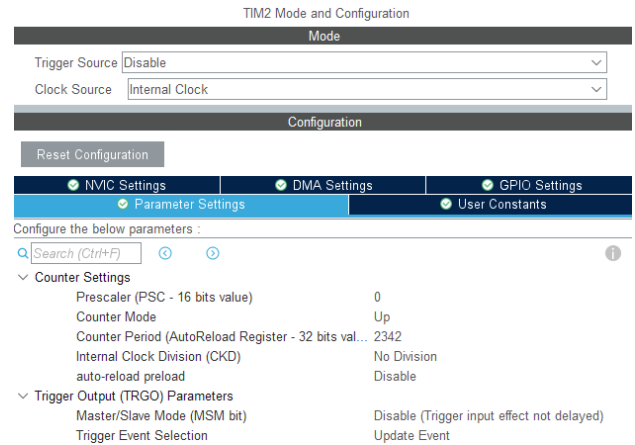 TIM2 Mode and Configuration
Mode
Trigger Source Disable
Clock Source Internal Clock
Configuration
Reset Configuration
NVIC Settings DMA Settings GPIO Settings
Parameter Settings User Constants
Configure the below parameters :
Search (Ctrl+F)
Counter Settings
Prescaler (PSC - 16 bits value) 0
Counter Mode Up
Counter Period (AutoReload Register - 32 bits val... 2342
Internal Clock Division (CKD) No Division
auto-reload preload Disable
Trigger Output (TRGO) Parameters
Master/Slave Mode (MSM bit) Disable (Trigger input effect not delayed)
Trigger Event Selection Update Event